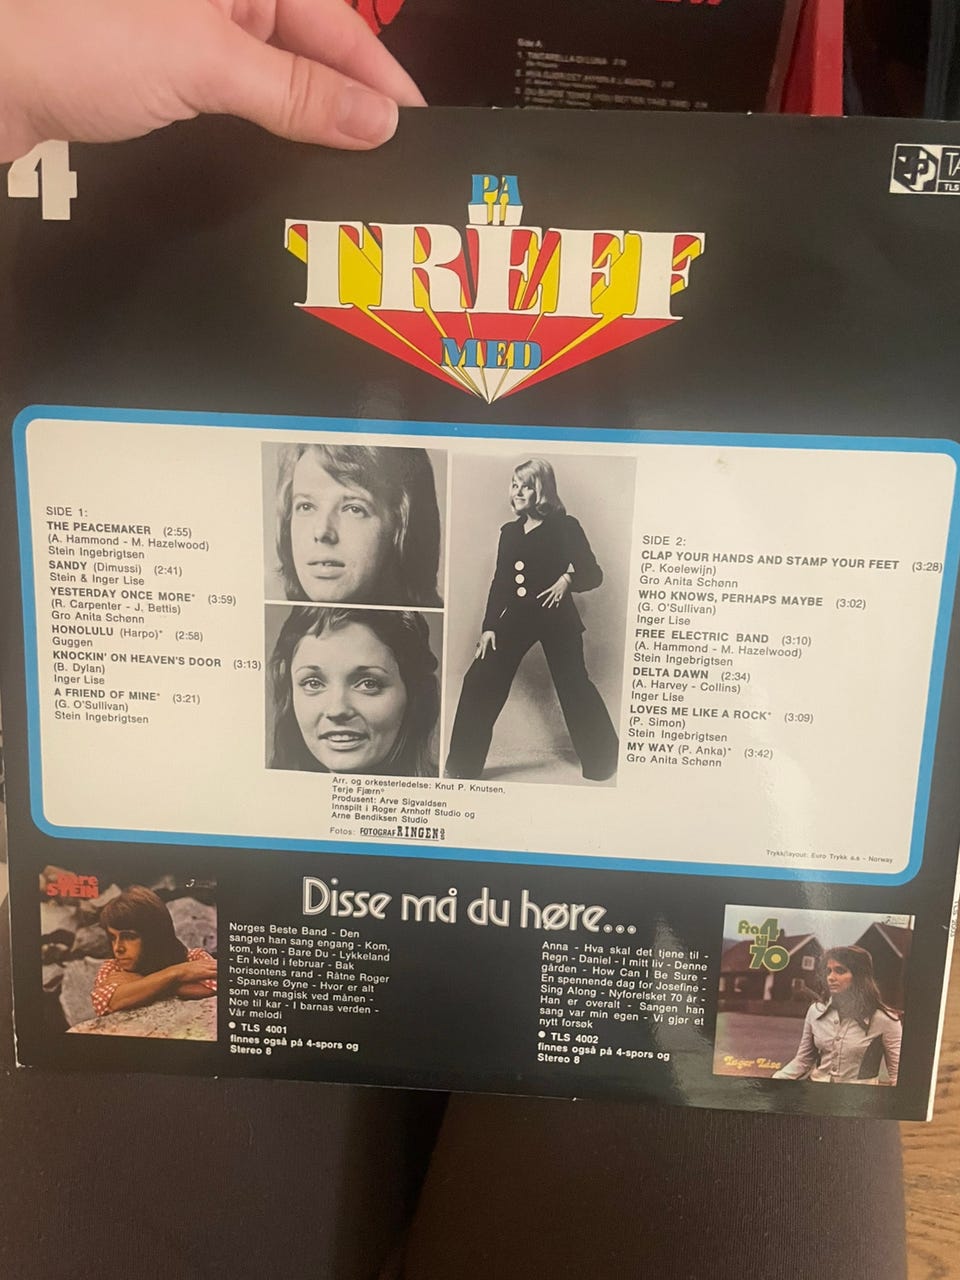 Side A
4
PÅ
TREFF
MED
TLS
SIDE 1:
THE PEACEMAKER (2:55)
(A. Hammond - M. Hazelwood)
Stein Ingebrigtsen
SANDY (Dimussi) (2:41)
Stein & Inger Lise
YESTERDAY ONCE MORE* (3:59)
(R. Carpenter - J. Bettis)
Gro Anita Schønn
HONOLULU (Harpo)* (2:58)
Guggen
KNOCKIN' ON HEAVEN'S DOOR (3:13)
(B. Dylan)
Inger Lise
A FRIEND OF MINE* (3:21)
(G. O'Sullivan)
Stein Ingebrigtsen
SIDE 2:
CLAP YOUR HANDS AND STAMP YOUR FEET (3:28)
(P. Koelewijn)
Gro Anita Schønn
WHO KNOWS, PERHAPS MAYBE (3:02)
(G. O'Sullivan)
Inger Lise
FREE ELECTRIC BAND (3:10)
(A. Hammond - M. Hazelwood)
Stein Ingebrigtsen
DELTA DAWN (2:34)
(A. Harvey - Collins)
Inger Lise
LOVES ME LIKE A ROCK* (3:09)
(P. Simon)
Stein Ingebrigtsen
MY WAY (P. Anka)* (3:42)
Gro Anita Schønn
Arr. og orkesterledelse: Knut P. Knutsen,
Terje Fjærn*
Produsent: Arve Sigvaldsen
Innspilt i Roger Arnhoff Studio og
Arne Bendiksen Studio
Fotos: FOTOGRAF RINGEN
Trykk/layout: Euro Trykk a.s - Norway
Disse må du høre...
Bare
STEIN
Norges Beste Band - Den
sangen han sang engang - Kom,
kom, kom - Bare Du - Lykkeland
- En kveld i februar - Bak
horisontens rand - Råtne Roger
- Spanske Øyne - Hvor er alt
som var magisk ved månen -
Noe til kar - I barnas verden -
Vår melodi
● TLS 4001
finnes også på 4-spors og
Stereo 8
Anna - Hva skal det tjene til -
Regn - Daniel - I mitt liv - Denne
gården - How Can I Be Sure -
En spennende dag for Josefine -
Sing Along - Nyforelsket 70 år -
Han er overalt - Sangen han
sang var min egen - Vi gjør et
nytt forsøk
● TLS 4002
finnes også på 4-spors og
Stereo 8
Fra 4
til
70
Inger Lise